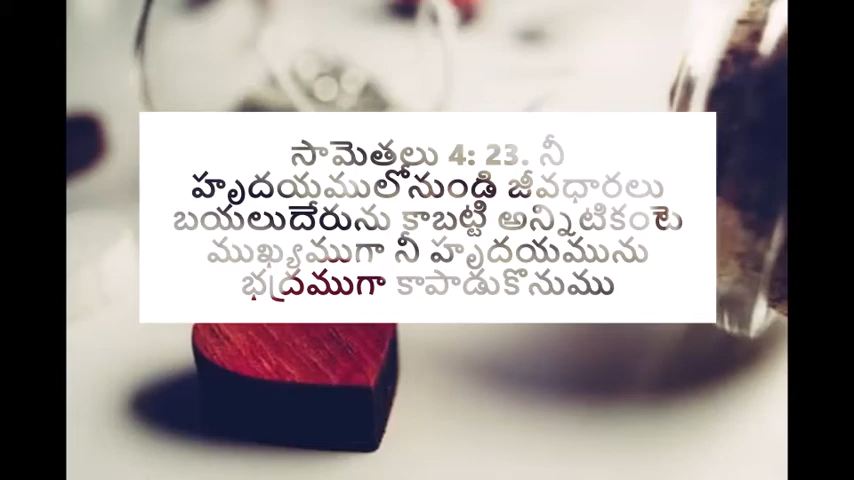 సామెతలు 4: 23. నీ
హృదయములోనుండి జీవధారలు
బయలుదేరును కాబట్టి అన్నిటికంటె
ముఖ్యముగా నీ హృదయమును
భద్రముగా కాపాడుకొనుము